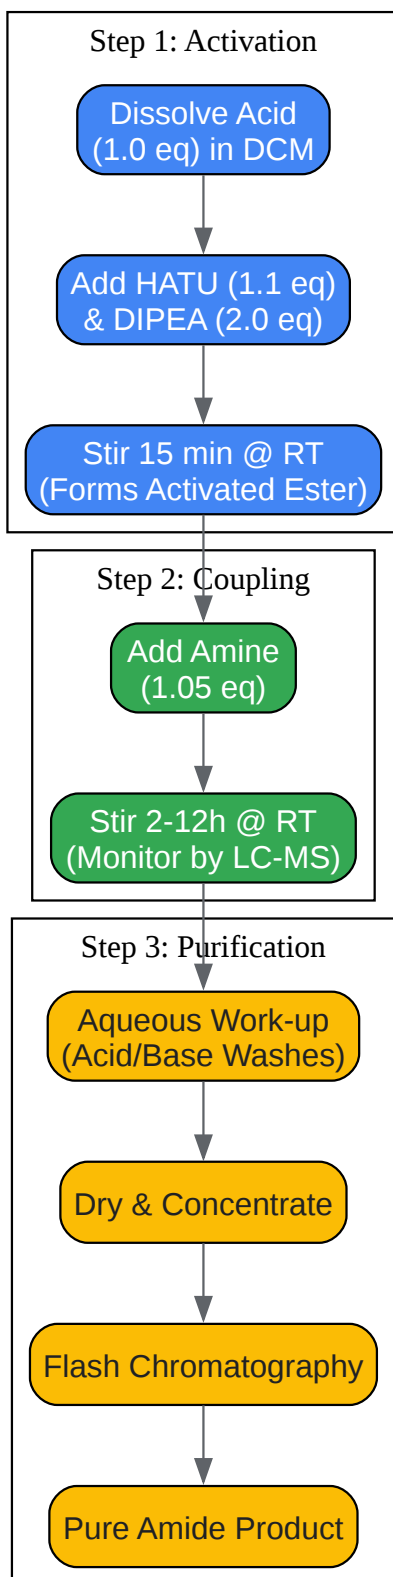 Step 1: Activation
Dissolve Acid
(1.0 eq) in DCM
Add HATU (1.1 eq)
& DIPEA (2.0 eq)
Stir 15 min @ RT
(Forms Activated Ester)
Step 2: Coupling
Add Amine
(1.05 eq)
Stir 2-12h @ RT
(Monitor by LC-MS)
Step 3: Purification
Aqueous Work-up
(Acid/Base Washes)
Dry & Concentrate
Flash Chromatography
Pure Amide Product